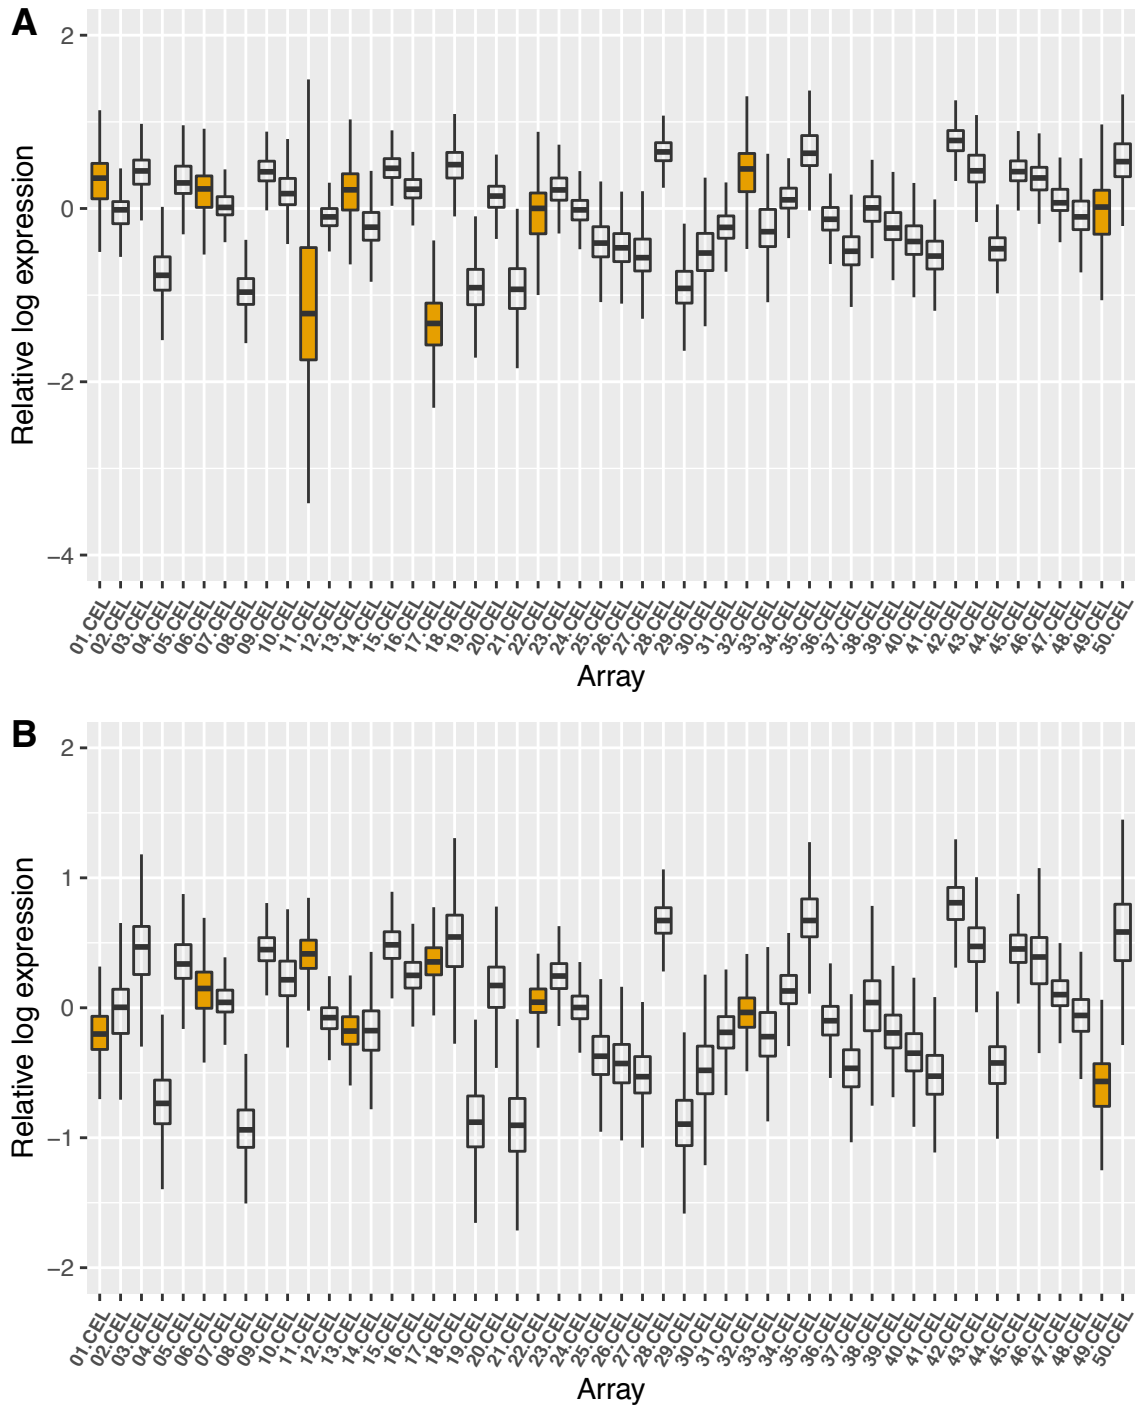 A
Relative log expression
2
0
−2
−4
01.CEL
02.CEL
03.CEL
04.CEL
05.CEL
06.CEL
07.CEL
08.CEL
09.CEL
10.CEL
11.CEL
12.CEL
13.CEL
14.CEL
15.CEL
16.CEL
17.CEL
18.CEL
19.CEL
20.CEL
21.CEL
22.CEL
23.CEL
24.CEL
25.CEL
26.CEL
27.CEL
28.CEL
29.CEL
30.CEL
31.CEL
32.CEL
33.CEL
34.CEL
35.CEL
36.CEL
37.CEL
38.CEL
39.CEL
40.CEL
41.CEL
42.CEL
43.CEL
44.CEL
45.CEL
46.CEL
47.CEL
48.CEL
49.CEL
50.CEL
Array
B
Relative log expression
2
1
0
−1
−2
01.CEL
02.CEL
03.CEL
04.CEL
05.CEL
06.CEL
07.CEL
08.CEL
09.CEL
10.CEL
11.CEL
12.CEL
13.CEL
14.CEL
15.CEL
16.CEL
17.CEL
18.CEL
19.CEL
20.CEL
21.CEL
22.CEL
23.CEL
24.CEL
25.CEL
26.CEL
27.CEL
28.CEL
29.CEL
30.CEL
31.CEL
32.CEL
33.CEL
34.CEL
35.CEL
36.CEL
37.CEL
38.CEL
39.CEL
40.CEL
41.CEL
42.CEL
43.CEL
44.CEL
45.CEL
46.CEL
47.CEL
48.CEL
49.CEL
50.CEL
Array